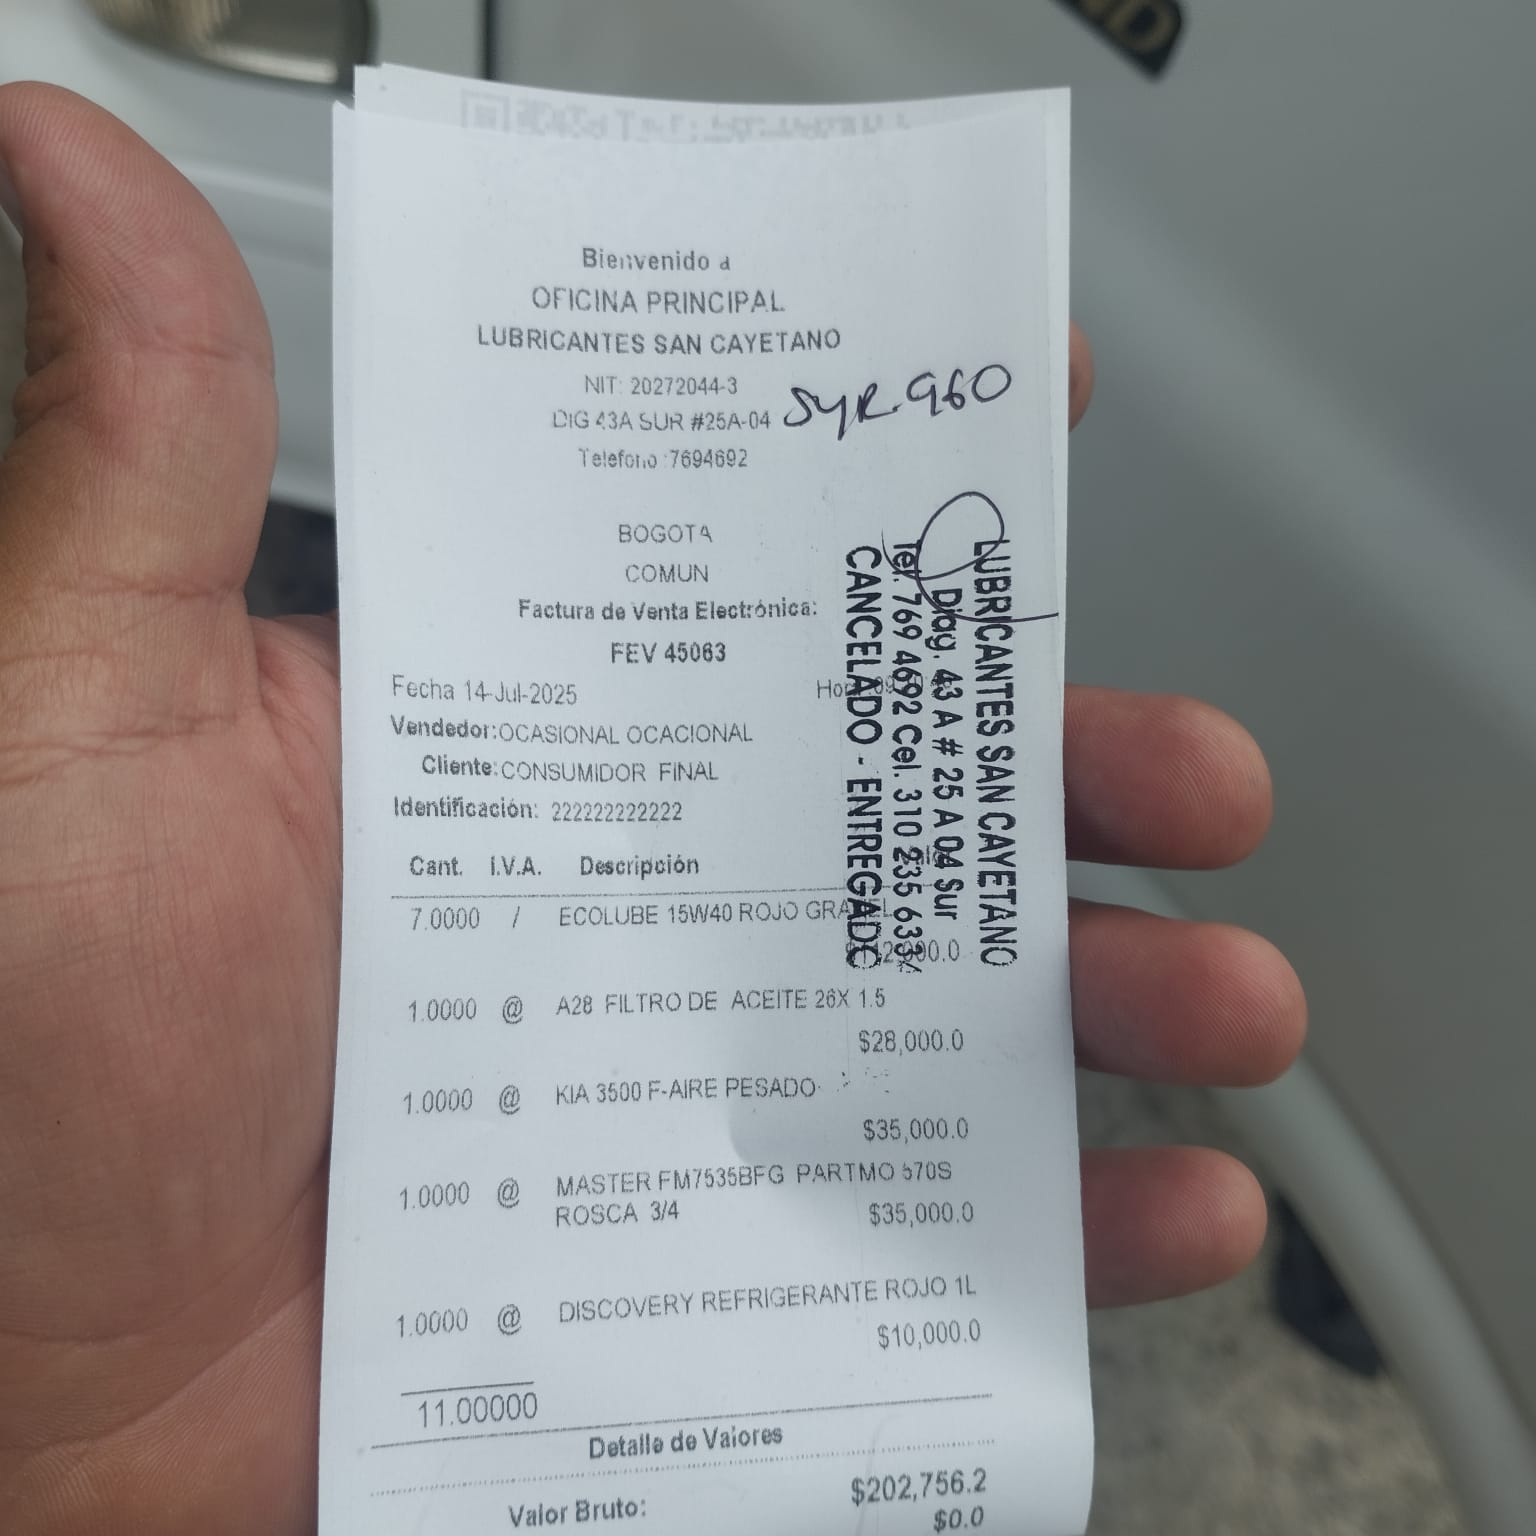 Bienvenido a
OFICINA PRINCIPAL
LUBRICANTES SAN CAYETANO
NIT: 20272044-3
DIG 43A SUR #25A-04
SYR.960
Telefono :7694692
BOGOTA
COMUN
Factura de Venta Electrónica:
FEV 45063
Fecha 14-Jul-2025
Vendedor:OCASIONAL OCACIONAL
Cliente:CONSUMIDOR FINAL
Identificación: 222222222222
LUBRICANTES SAN CAYETANO
Diag. 43 A # 25 A 04 Sur
Tel. 769 4692 Cel. 310 235 633
CANCELADO - ENTREGADO
Cant. I.V.A. Descripción
7.0000 / ECOLUBE 15W40 ROJO GRANEL
1.0000 @ A28 FILTRO DE ACEITE 26X 1.5
$28,000.0
1.0000 @ KIA 3500 F-AIRE PESADO
$35,000.0
1.0000 @ MASTER FM7535BFG PARTMO 570S
ROSCA 3/4 $35,000.0
1.0000 @ DISCOVERY REFRIGERANTE ROJO 1L
$10,000.0
11.00000
Detalle de Valores
Valor Bruto: $202,756.2
$0.0